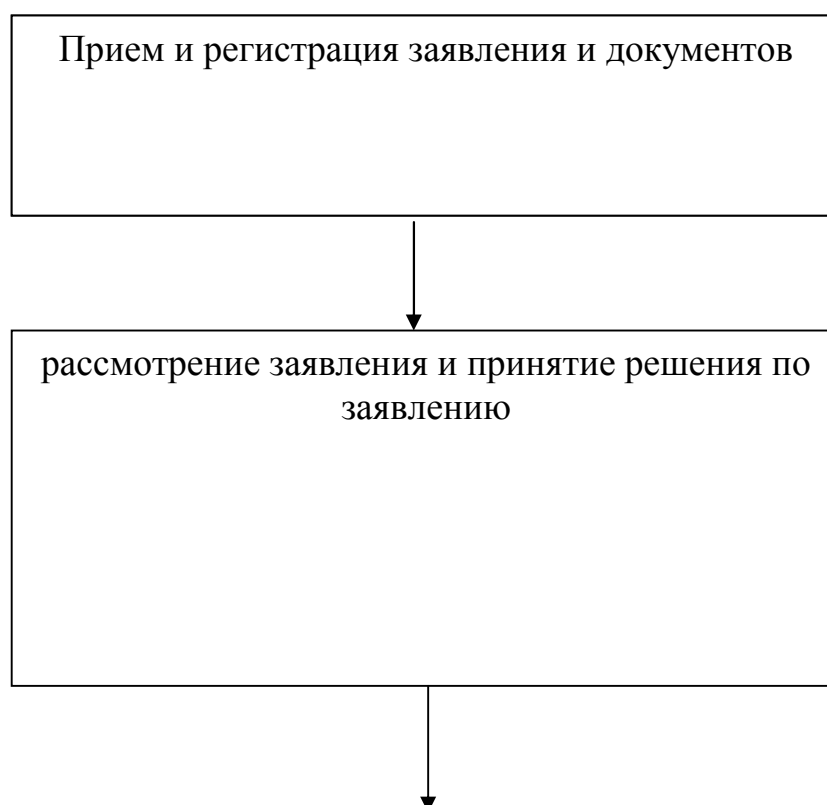 Прием и регистрация заявления и документов
рассмотрение заявления и принятие решения по
заявлению